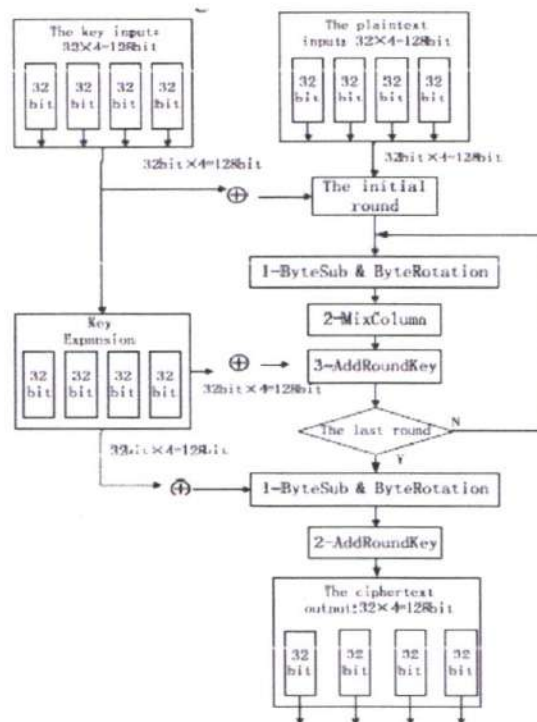 The key input:
32×4=128bit
32
bit
32
bit
32
bit
32
bit
The plaintext
input: 32×4=128bit
32
bit
32
bit
32
bit
32
bit
32bit×4=128bit
32bit×4=128bit
⊕
The initial
round
1-ByteSub & ByteRotation
2-MixColumn
Key
Expansion
32
bit
32
bit
32
bit
32
bit
⊕
32bit×4=128bit
3-AddRoundKey
The last round
N
Y
32bit×4=128bit
⊕
1-ByteSub & ByteRotation
2-AddRoundKey
The ciphertext
output:32×4=128bit
32
bit
32
bit
32
bit
32
bit